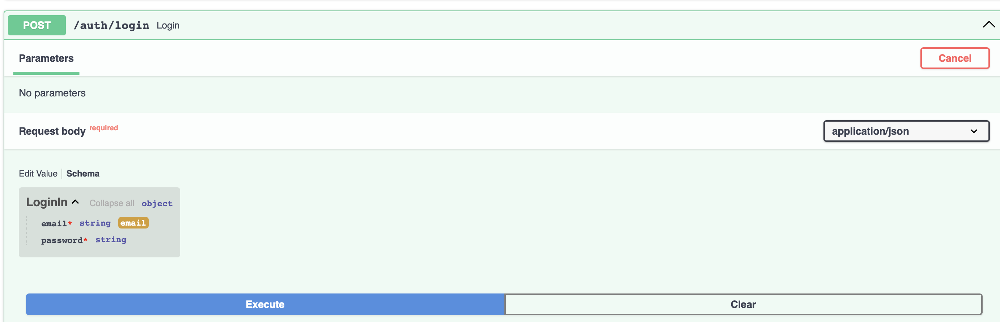 POST /auth/login Login
Parameters Cancel
No parameters
Request body required application/json
Edit Value Schema
LoginIn Collapse all object
email* string email
password* string
Execute Clear